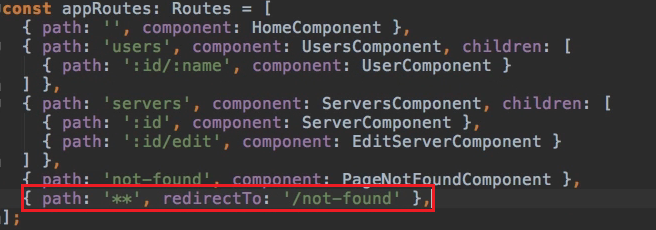 const appRoutes: Routes = [
{ path: '', component: HomeComponent },
{ path: 'users', component: UsersComponent, children: [
{ path: ':id/:name', component: UserComponent }
] },
{ path: 'servers', component: ServersComponent, children: [
{ path: ':id', component: ServerComponent },
{ path: ':id/edit', component: EditServerComponent }
] },
{ path: 'not-found', component: PageNotFoundComponent },
{ path: '**', redirectTo: '/not-found' },
];